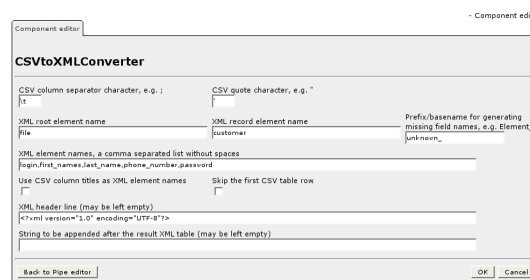 - Component edi
Component editor
CSVtoXMLConverter
CSV column separator character, e.g. ;
CSV quote character, e.g. "
\t
'
XML root element name
XML record element name
Prefix/basename for generating
missing field names, e.g. Element_
file
customer
unknown_
XML element names, a comma separated list without spaces
login,first_names,last_name,phone_number,password
Use CSV column titles as XML element names
Skip the first CSV table row
XML header line (may be left empty)
<?xml version="1.0" encoding="UTF-8"?>
String to be appended after the result XML table (may be left empty)
Back to Pipe editor
OK
Cancel